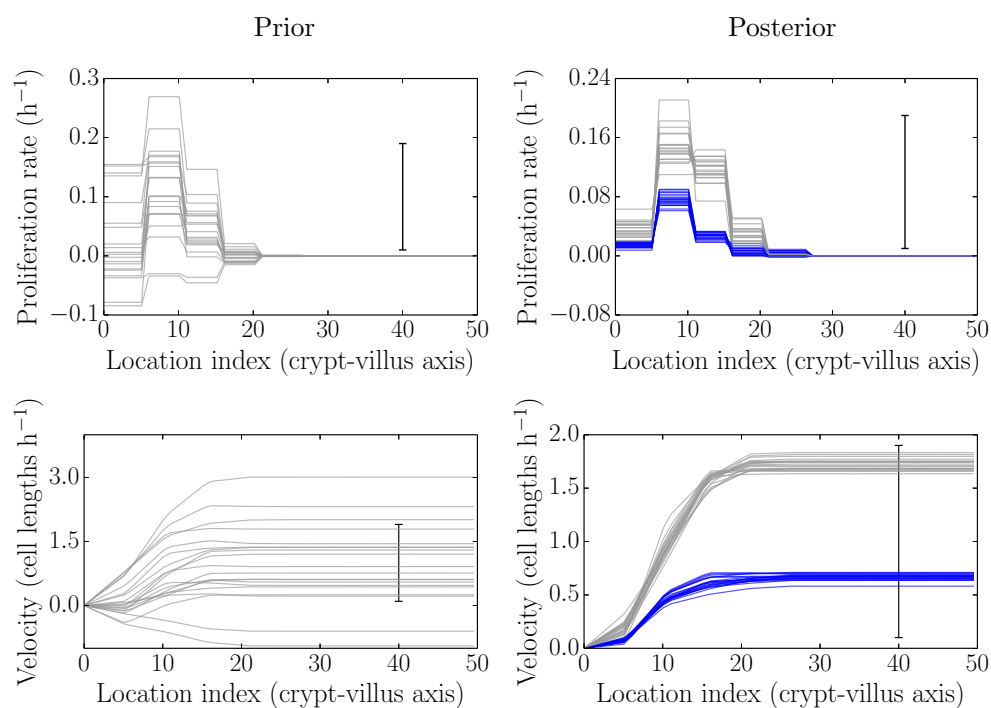 Prior
Posterior
Proliferation rate (h⁻¹)
0.3
0.2
0.1
0.0
−0.1
0 10 20 30 40 50
Location index (crypt-villus axis)
Proliferation rate (h⁻¹)
0.24
0.16
0.08
0.00
−0.08
0 10 20 30 40 50
Location index (crypt-villus axis)
Velocity (cell lengths h⁻¹)
3.0
1.5
0.0
0 10 20 30 40 50
Location index (crypt-villus axis)
Velocity (cell lengths h⁻¹)
2.0
1.5
1.0
0.5
0.0
0 10 20 30 40 50
Location index (crypt-villus axis)